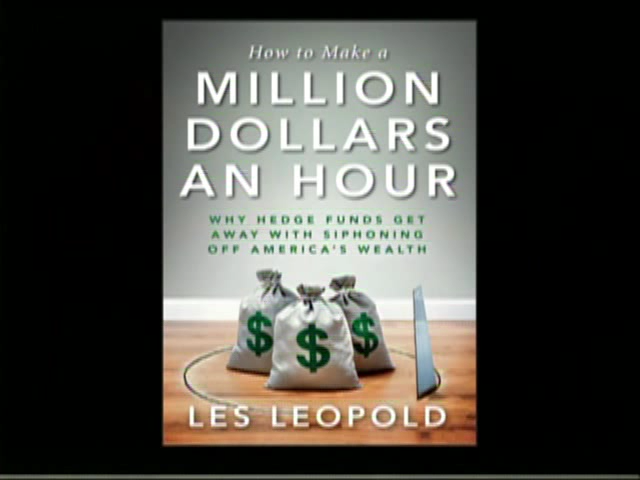 How to Make a
MILLION
DOLLARS
AN HOUR
WHY HEDGE FUNDS GET
AWAY WITH SIPHONING
OFF AMERICA'S WEALTH
$ $ $
LES LEOPOLD